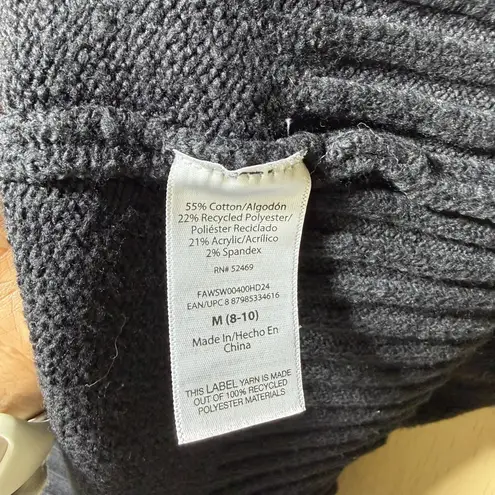 55% Cotton/Algodón
22% Recycled Polyester/
Poliéster Reciclado
21% Acrylic/Acrílico
2% Spandex
RN# 52469
FAWSW00400HD24
EAN/UPC 8 87985334616
M (8-10)
Made In/Hecho En
China
THIS LABEL YARN IS MADE
OUT OF 100% RECYCLED
POLYESTER MATERIALS